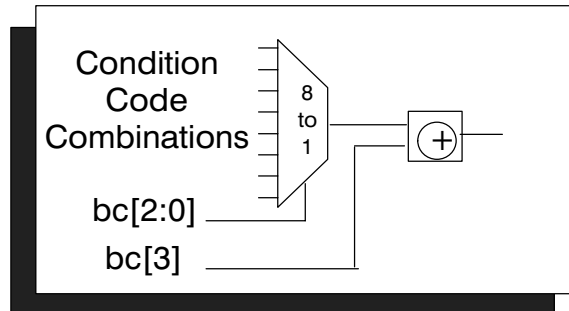 Condition
Code
Combinations
8
to
1
+
bc[2:0]
bc[3]